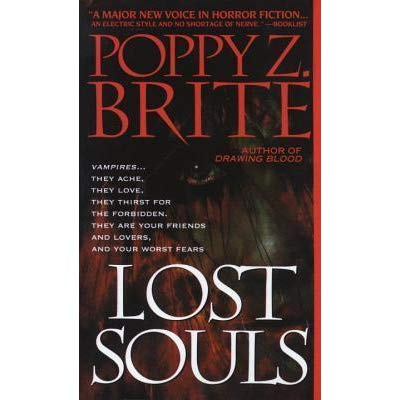 "A MAJOR NEW VOICE IN HORROR FICTION...
AN ELECTRIC STYLE AND NO SHORTAGE OF NERVE." —BOOKLIST
POPPY Z.
BRITE
AUTHOR OF
DRAWING BLOOD
VAMPIRES...
THEY ACHE,
THEY LOVE,
THEY THIRST FOR
THE FORBIDDEN.
THEY ARE YOUR FRIENDS
AND LOVERS,
AND YOUR WORST FEARS
LOST
SOULS